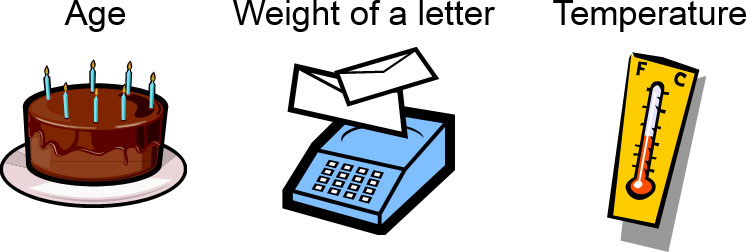 Age
Weight of a letter
Temperature
F C